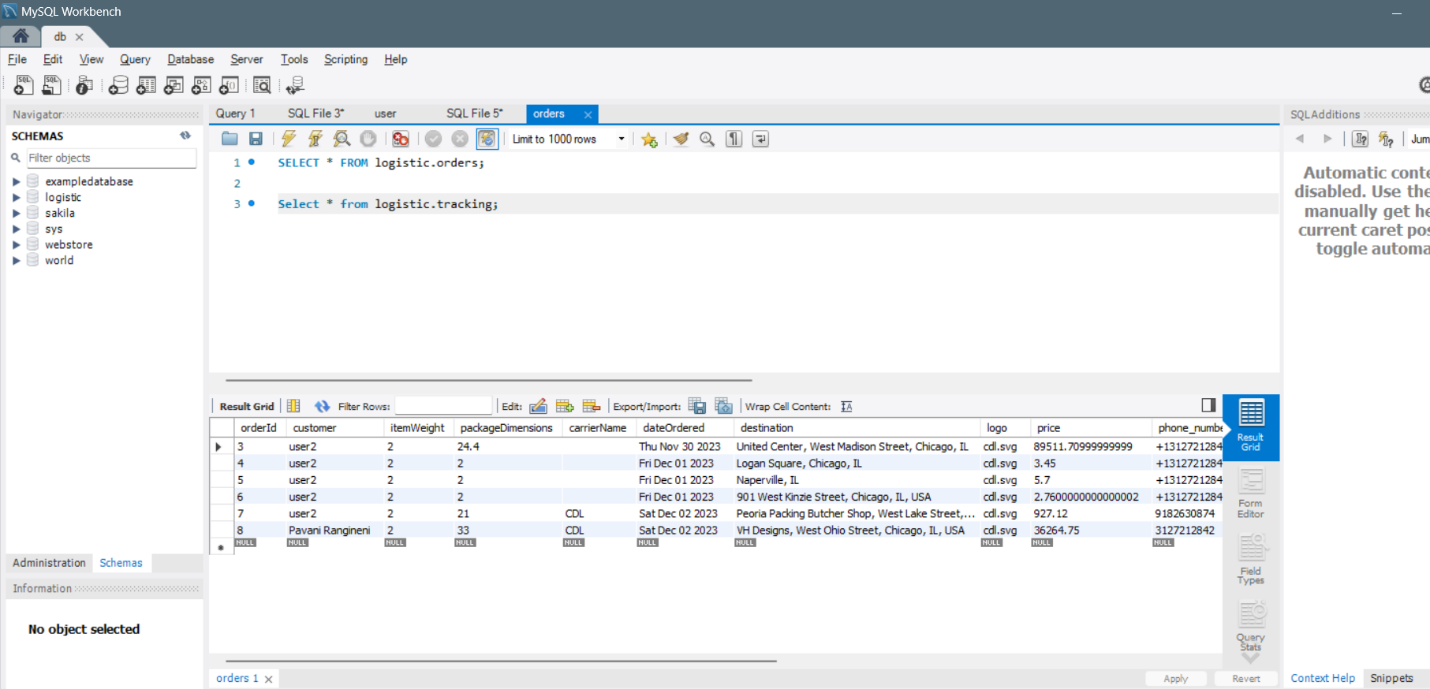 MySQL Workbench
db
File Edit View Query Database Server Tools Scripting Help
Navigator
SCHEMAS
Filter objects
exampledatabase
logistic
sakila
sys
webstore
world
Administration Schemas
Information
No object selected
Query 1 SQL File 3* user SQL File 5* orders
Limit to 1000 rows
1 SELECT * FROM logistic.orders;
2
3 Select * from logistic.tracking;
Result Grid Filter Rows: Edit: Export/Import: Wrap Cell Content:
orderId customer itemWeight packageDimensions carrierName dateOrdered destination logo price phone_numbe
3 user2 2 24.4 Thu Nov 30 2023 United Center, West Madison Street, Chicago, IL cdl.svg 89511.70999999999 +1312721284
4 user2 2 2 Fri Dec 01 2023 Logan Square, Chicago, IL cdl.svg 3.45 +1312721284
5 user2 2 2 Fri Dec 01 2023 Naperville, IL cdl.svg 5.7 +1312721284
6 user2 2 2 Fri Dec 01 2023 901 West Kinzie Street, Chicago, IL, USA cdl.svg 2.7600000000000002 +1312721284
7 user2 2 21 CDL Sat Dec 02 2023 Peoria Packing Butcher Shop, West Lake Street,... cdl.svg 927.12 9182630874
8 Pavani Rangineni 2 33 CDL Sat Dec 02 2023 VH Designs, West Ohio Street, Chicago, IL, USA cdl.svg 36264.75 3127212842
NULL NULL NULL NULL NULL NULL NULL NULL NULL NULL
Result
Grid
Form
Editor
Field
Types
Query
Stats
orders 1
Apply Revert
SQLAdditions
Jum
Automatic conte
disabled. Use the
manually get he
current caret pos
toggle automa
Context Help Snippets